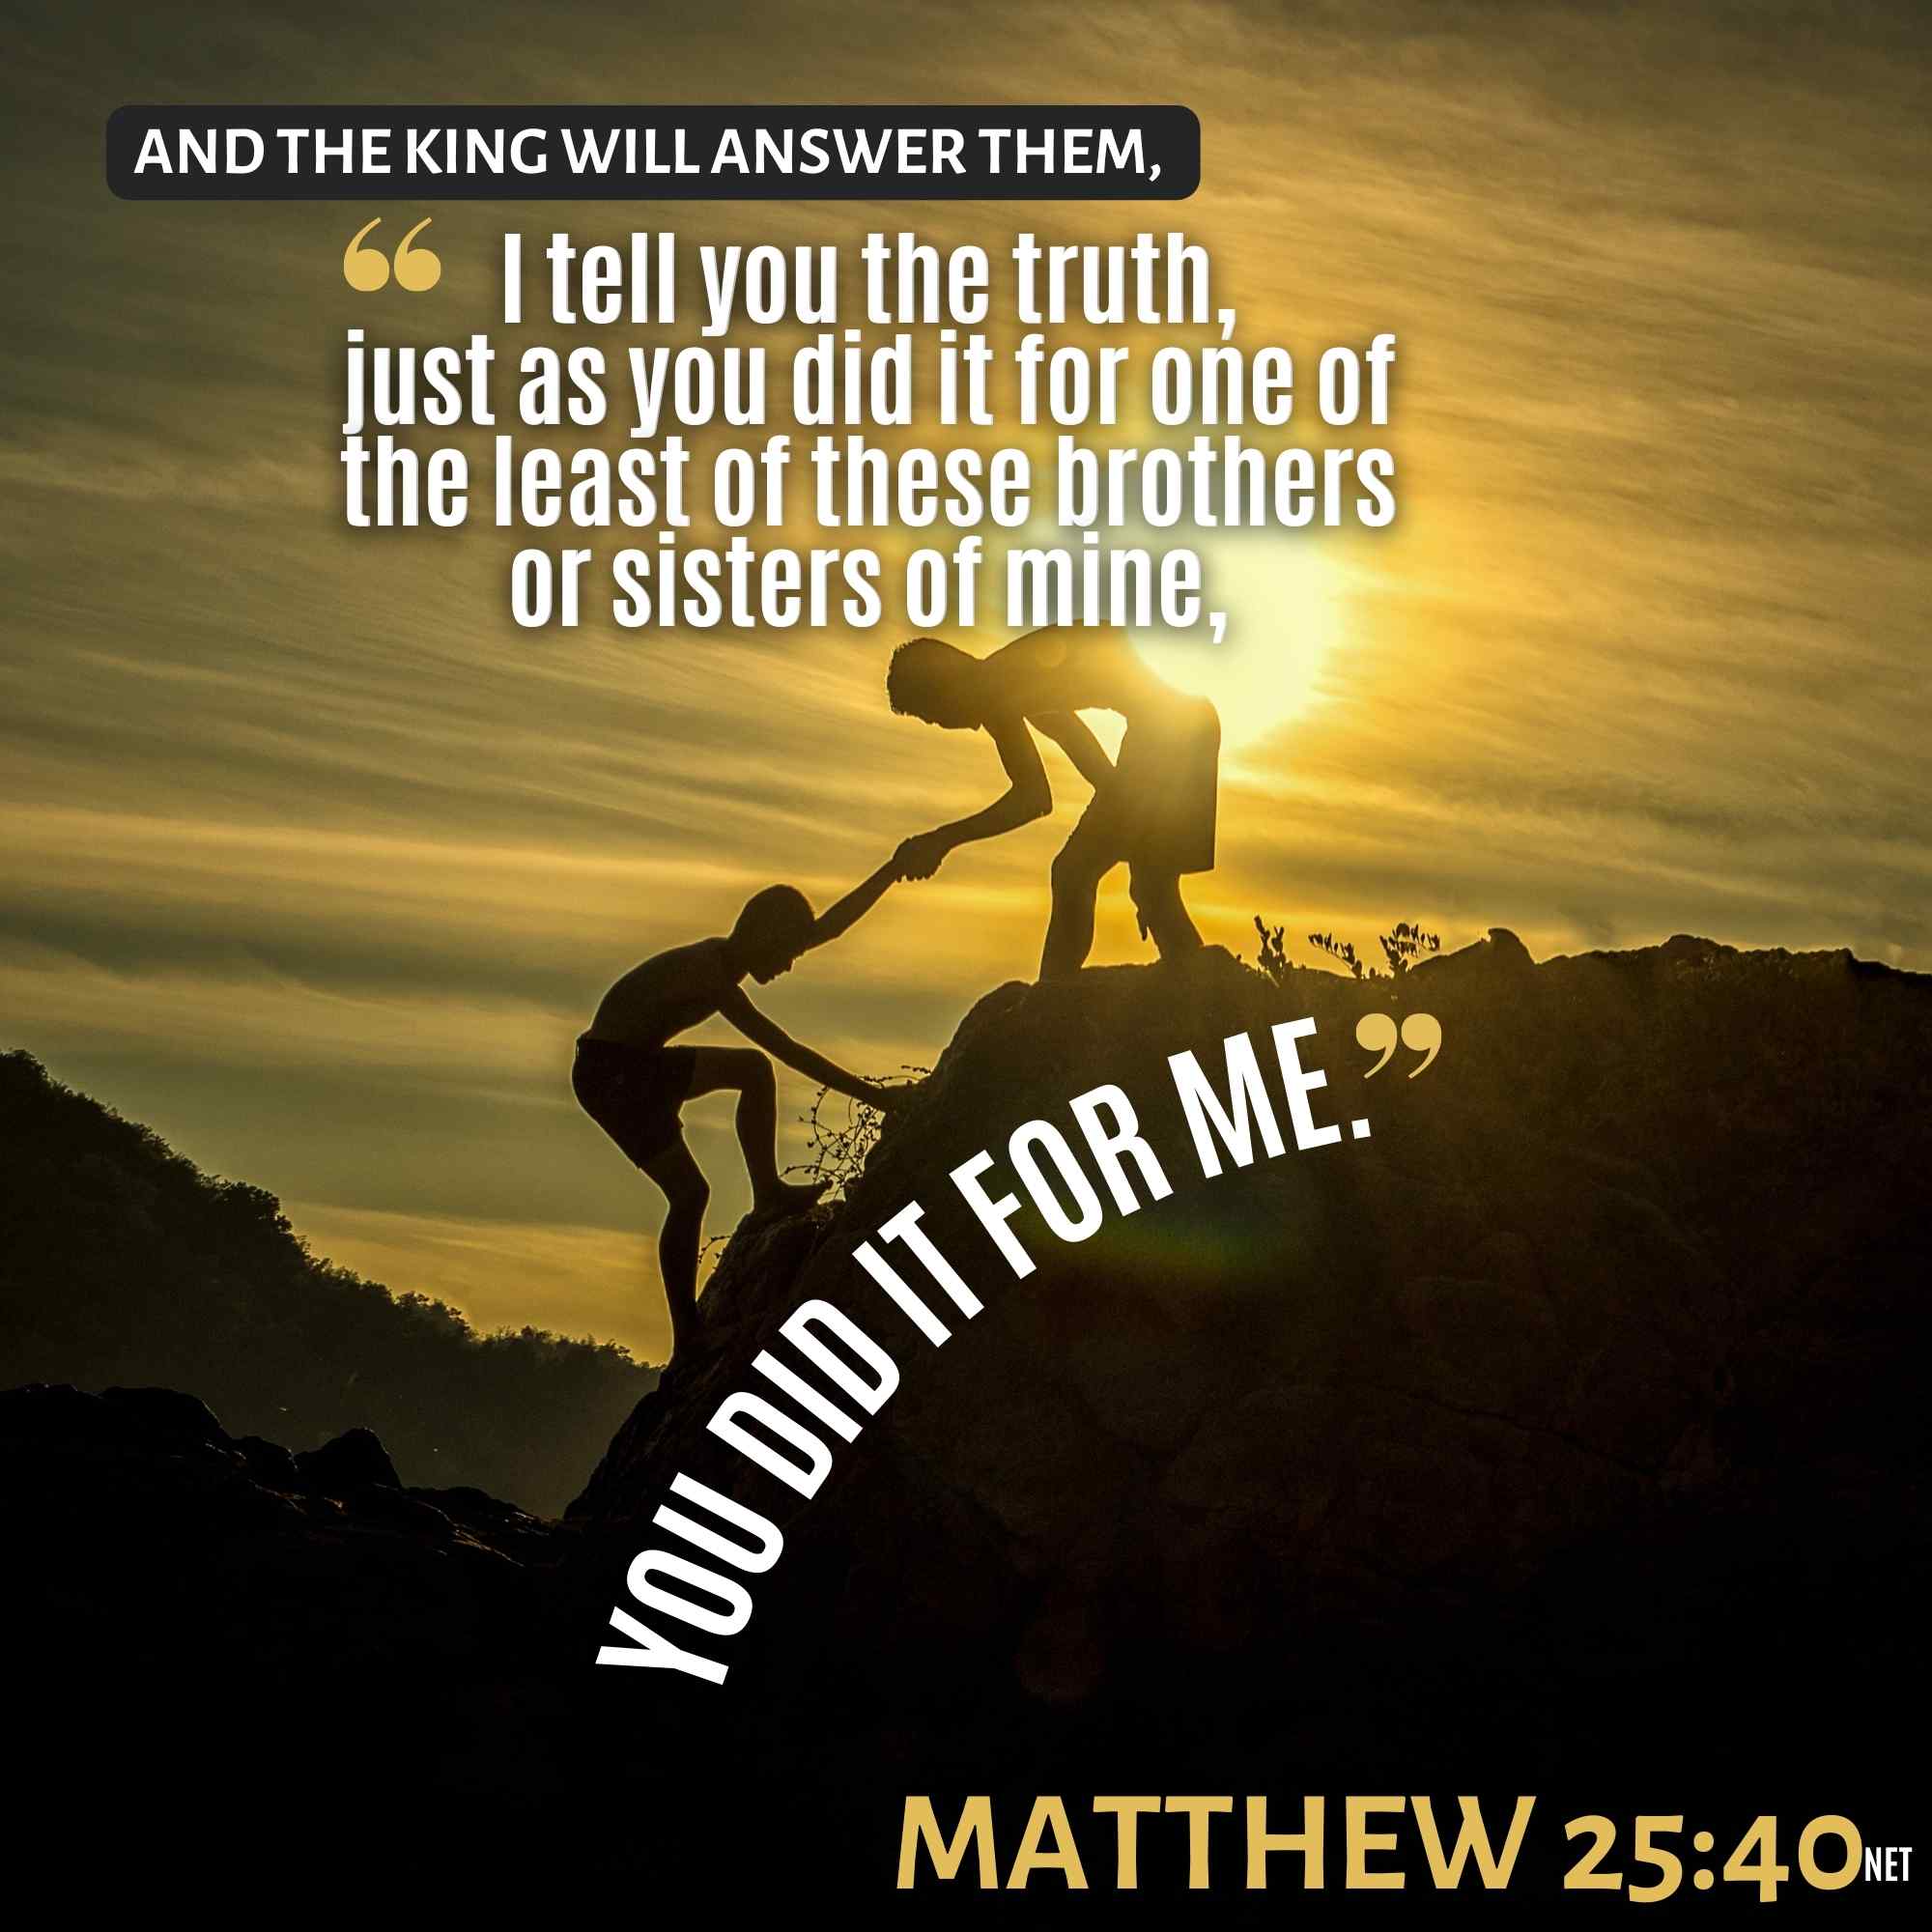 AND THE KING WILL ANSWER THEM,
“ I tell you the truth,
just as you did it for one of
the least of these brothers
or sisters of mine,
YOU DID IT FOR ME.”
MATTHEW 25:40 NET